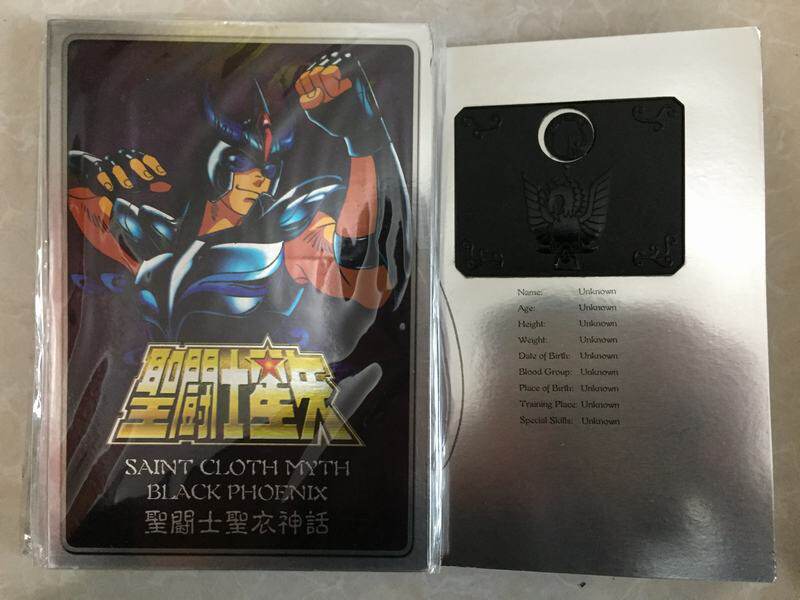 聖闘士星矢
SAINT CLOTH MYTH
BLACK PHOENIX
聖闘士聖衣神話
Name: Unknown
Age: Unknown
Height: Unknown
Weight: Unknown
Date of Birth: Unknown
Blood Group: Unknown
Place of Birth: Unknown
Training Place: Unknown
Special Skills: Unknown